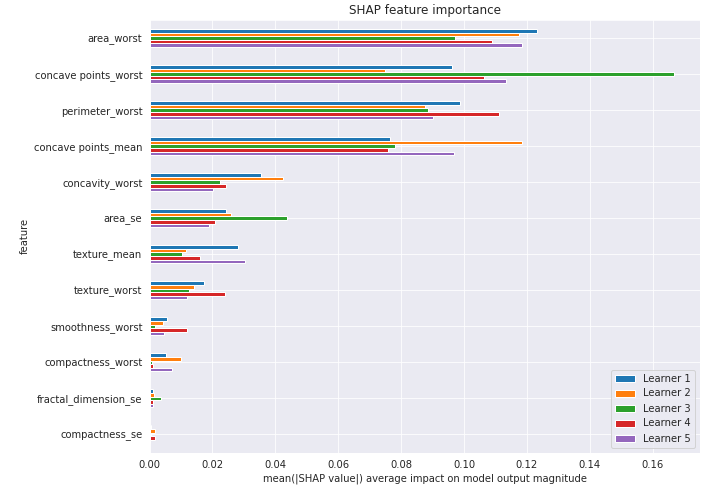 SHAP feature importance
area_worst
concave points_worst
perimeter_worst
concave points_mean
concavity_worst
area_se
texture_mean
texture_worst
smoothness_worst
compactness_worst
fractal_dimension_se
compactness_se
feature
0.00 0.02 0.04 0.06 0.08 0.10 0.12 0.14 0.16
mean(|SHAP value|) average impact on model output magnitude
Learner 1
Learner 2
Learner 3
Learner 4
Learner 5